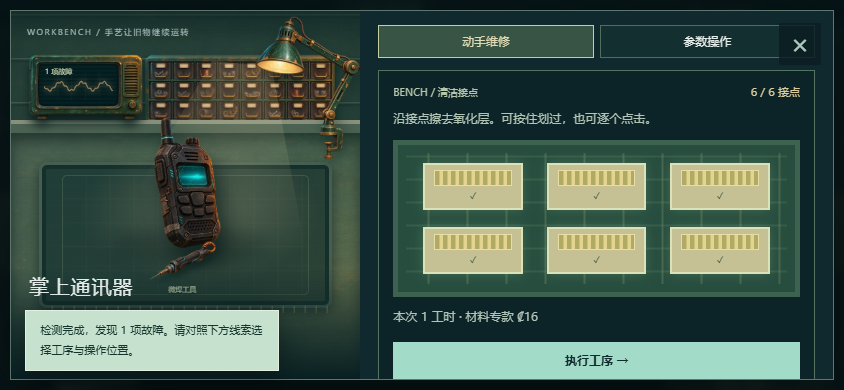 WORKBENCH / 手艺让旧物继续运转
1 项故障
微焊工具
掌上通讯器
检测完成，发现 1 项故障。请对照下方线索选
择工序与操作位置。
动手维修
参数操作
×
BENCH / 清洁接点
6 / 6 接点
沿接点擦去氧化层。可按住划过，也可逐个点击。
✓
✓
✓
✓
✓
✓
本次 1 工时 · 材料专款 ₡16
执行工序 →